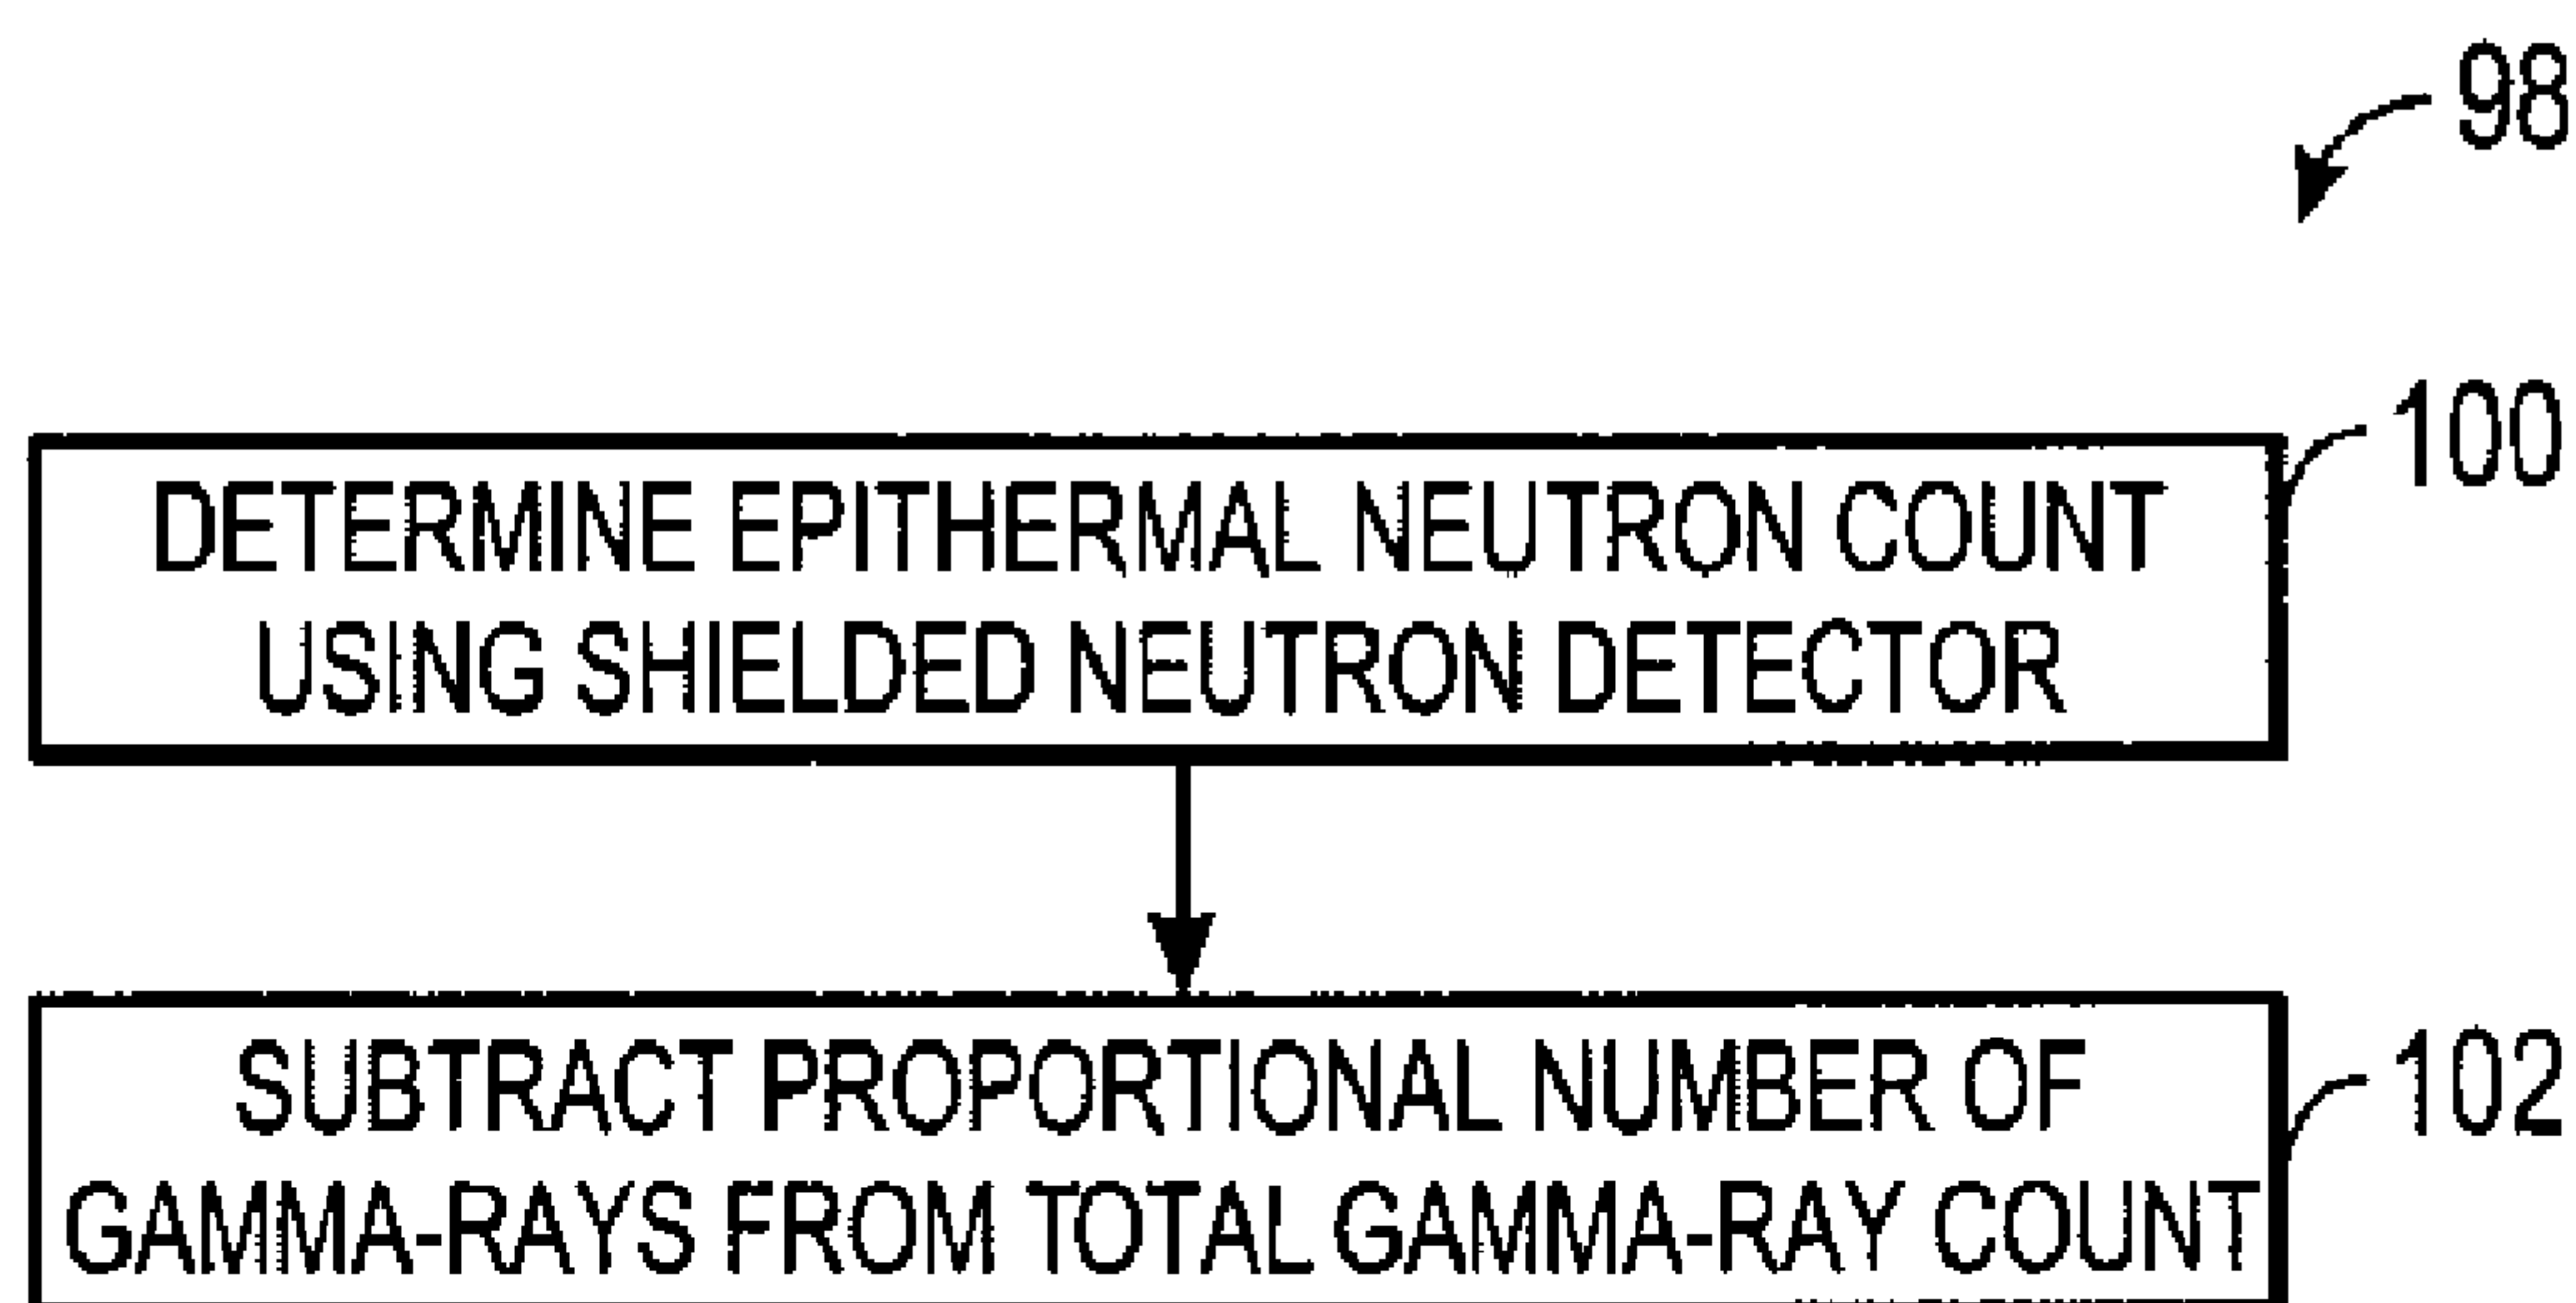 98
100
DETERMINE EPITHERMAL NEUTRON COUNT
USING SHIELDED NEUTRON DETECTOR
102
SUBTRACT PROPORTIONAL NUMBER OF
GAMMA-RAYS FROM TOTAL GAMMA-RAY COUNT